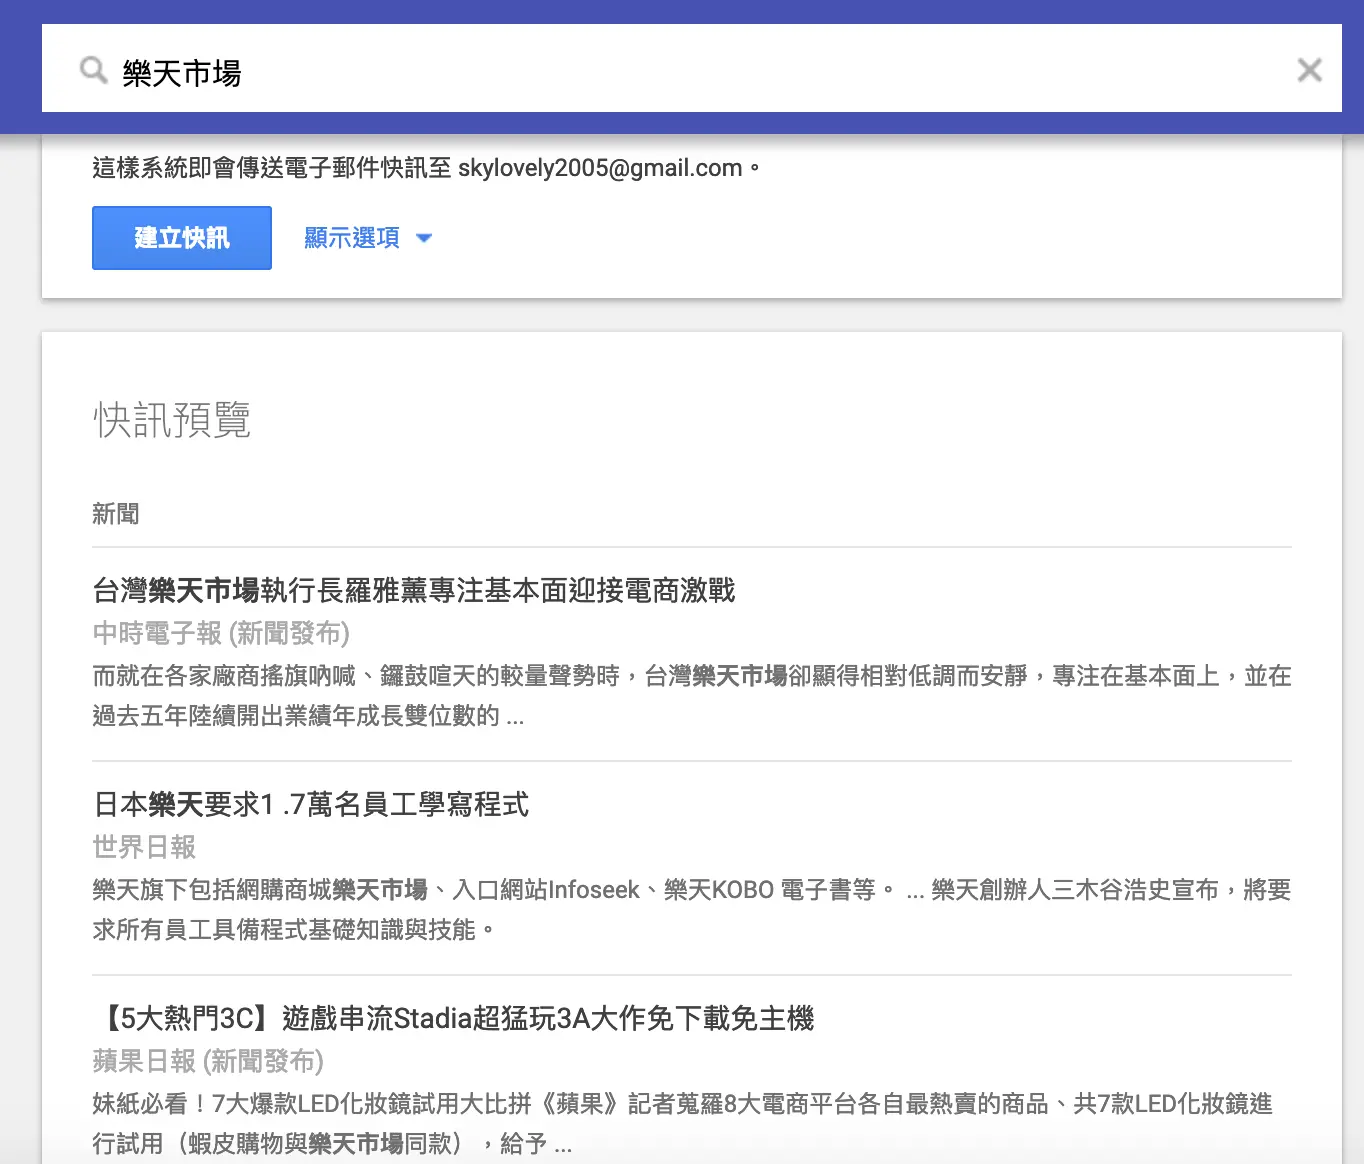 樂天市場
這樣系統即會傳送電子郵件快訊至 skylovely2005@gmail.com。
建立快訊 顯示選項
快訊預覽
新聞
台灣樂天市場執行長羅雅薰專注基本面迎接電商激戰
中時電子報 (新聞發布)
而就在各家廠商搖旗吶喊、鑼鼓喧天的較量聲勢時，台灣樂天市場卻顯得相對低調而安靜，專注在基本面上，並在
過去五年陸續開出業績年成長雙位數的 ...
日本樂天要求1 .7萬名員工學寫程式
世界日報
樂天旗下包括網購商城樂天市場、入口網站Infoseek、樂天KOBO 電子書等。 ... 樂天創辦人三木谷浩史宣布，將要
求所有員工具備程式基礎知識與技能。
【5大熱門3C】遊戲串流Stadia超猛玩3A大作免下載免主機
蘋果日報 (新聞發布)
妹紙必看！7大爆款LED化妝鏡試用大比拼《蘋果》記者蒐羅8大電商平台各自最熱賣的商品、共7款LED化妝鏡進
行試用（蝦皮購物與樂天市場同款），給予 ...